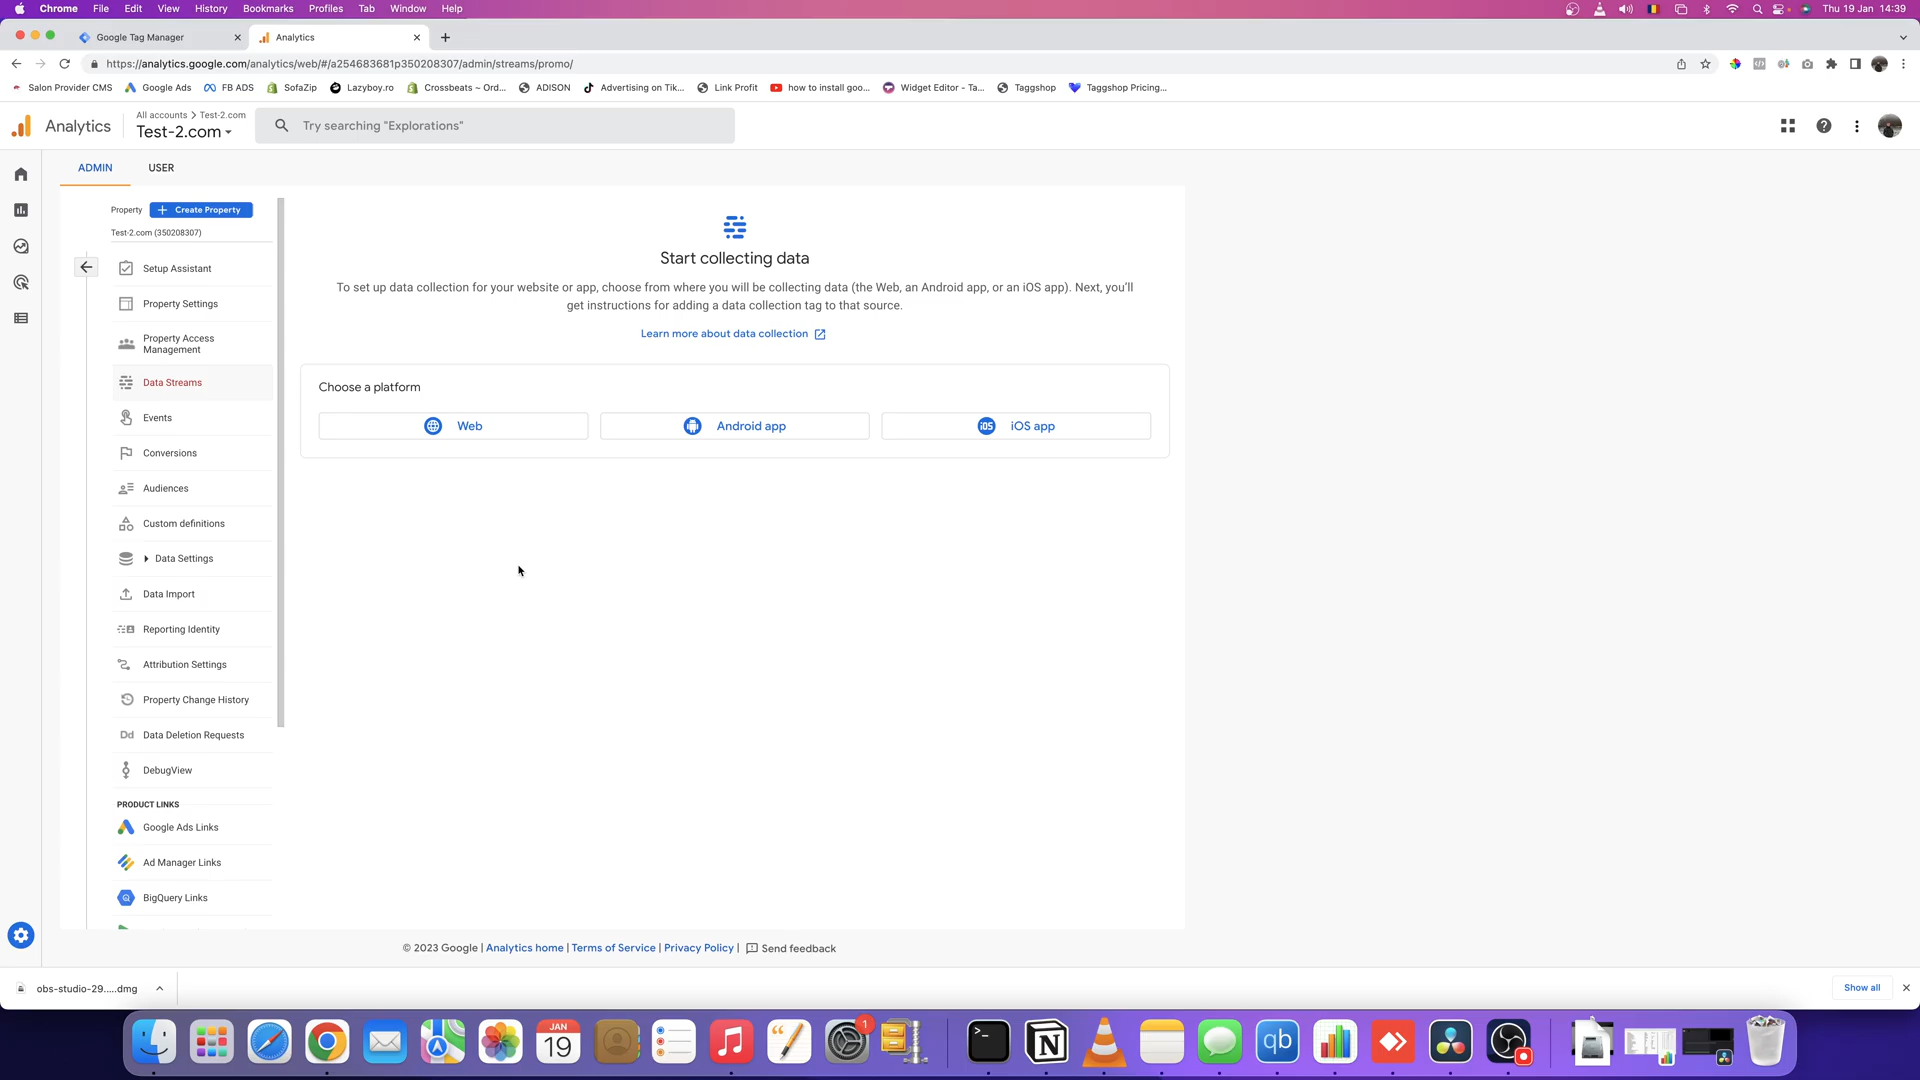 Chrome File Edit View History Bookmarks Profiles Tab Window Help Thu 19 Jan 14:39
Google Tag Manager Analytics
https://analytics.google.com/analytics/web/#/a254683681p350208307/admin/streams/promo/
Salon Provider CMS Google Ads FB ADS SofaZip Lazyboy.ro Crossbeats ~ Ord... ADISON Advertising on Tik... Link Profit how to install goo... Widget Editor - Ta... Taggshop Taggshop Pricing...
All accounts > Test-2.com
Analytics Test-2.com Try searching "Explorations"
ADMIN USER
Property + Create Property
Test-2.com (350208307)
Setup Assistant
Property Settings
Property Access
Management
Data Streams
Events
Conversions
Audiences
Custom definitions
Data Settings
Data Import
Reporting Identity
Attribution Settings
Property Change History
Dd Data Deletion Requests
DebugView
PRODUCT LINKS
Google Ads Links
Ad Manager Links
BigQuery Links
Start collecting data
To set up data collection for your website or app, choose from where you will be collecting data (the Web, an Android app, or an iOS app). Next, you'll
get instructions for adding a data collection tag to that source.
Learn more about data collection
Choose a platform
Web Android app iOS iOS app
© 2023 Google | Analytics home | Terms of Service | Privacy Policy | Send feedback
obs-studio-29.....dmg Show all
JAN
19
1
qb